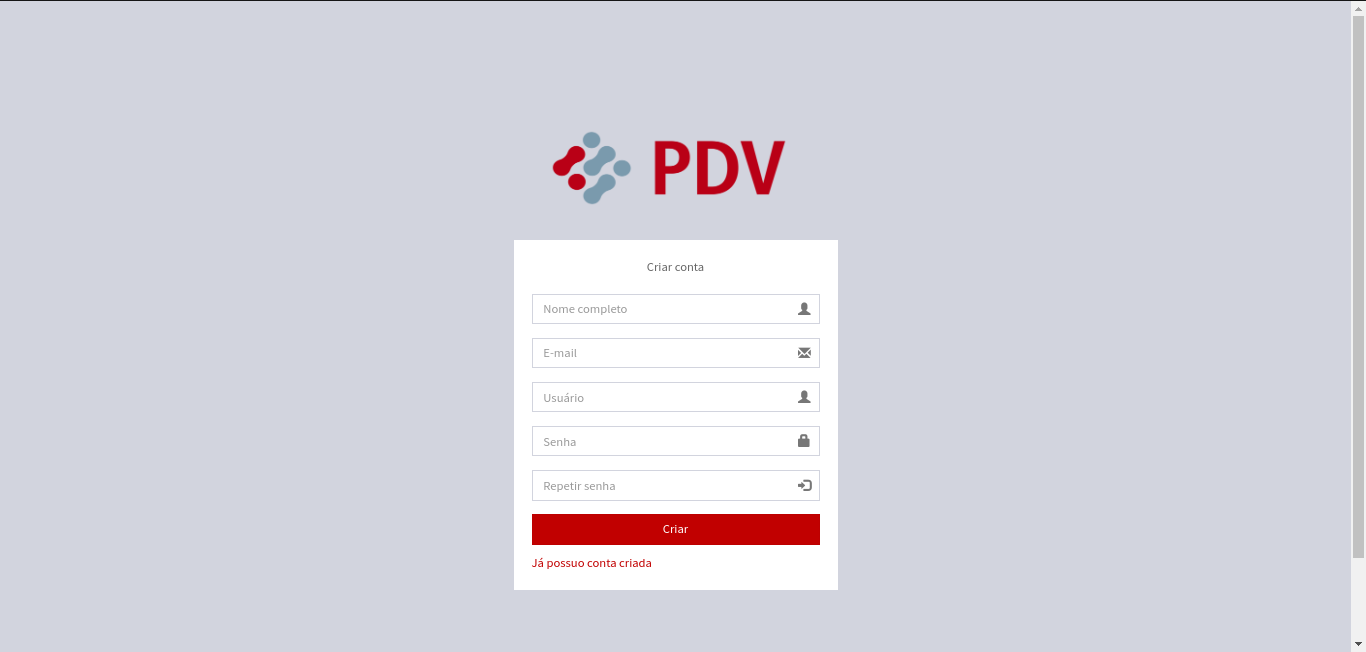 PDV
Criar conta
Nome completo
E-mail
Usuário
Senha
Repetir senha
Criar
Já possuo conta criada